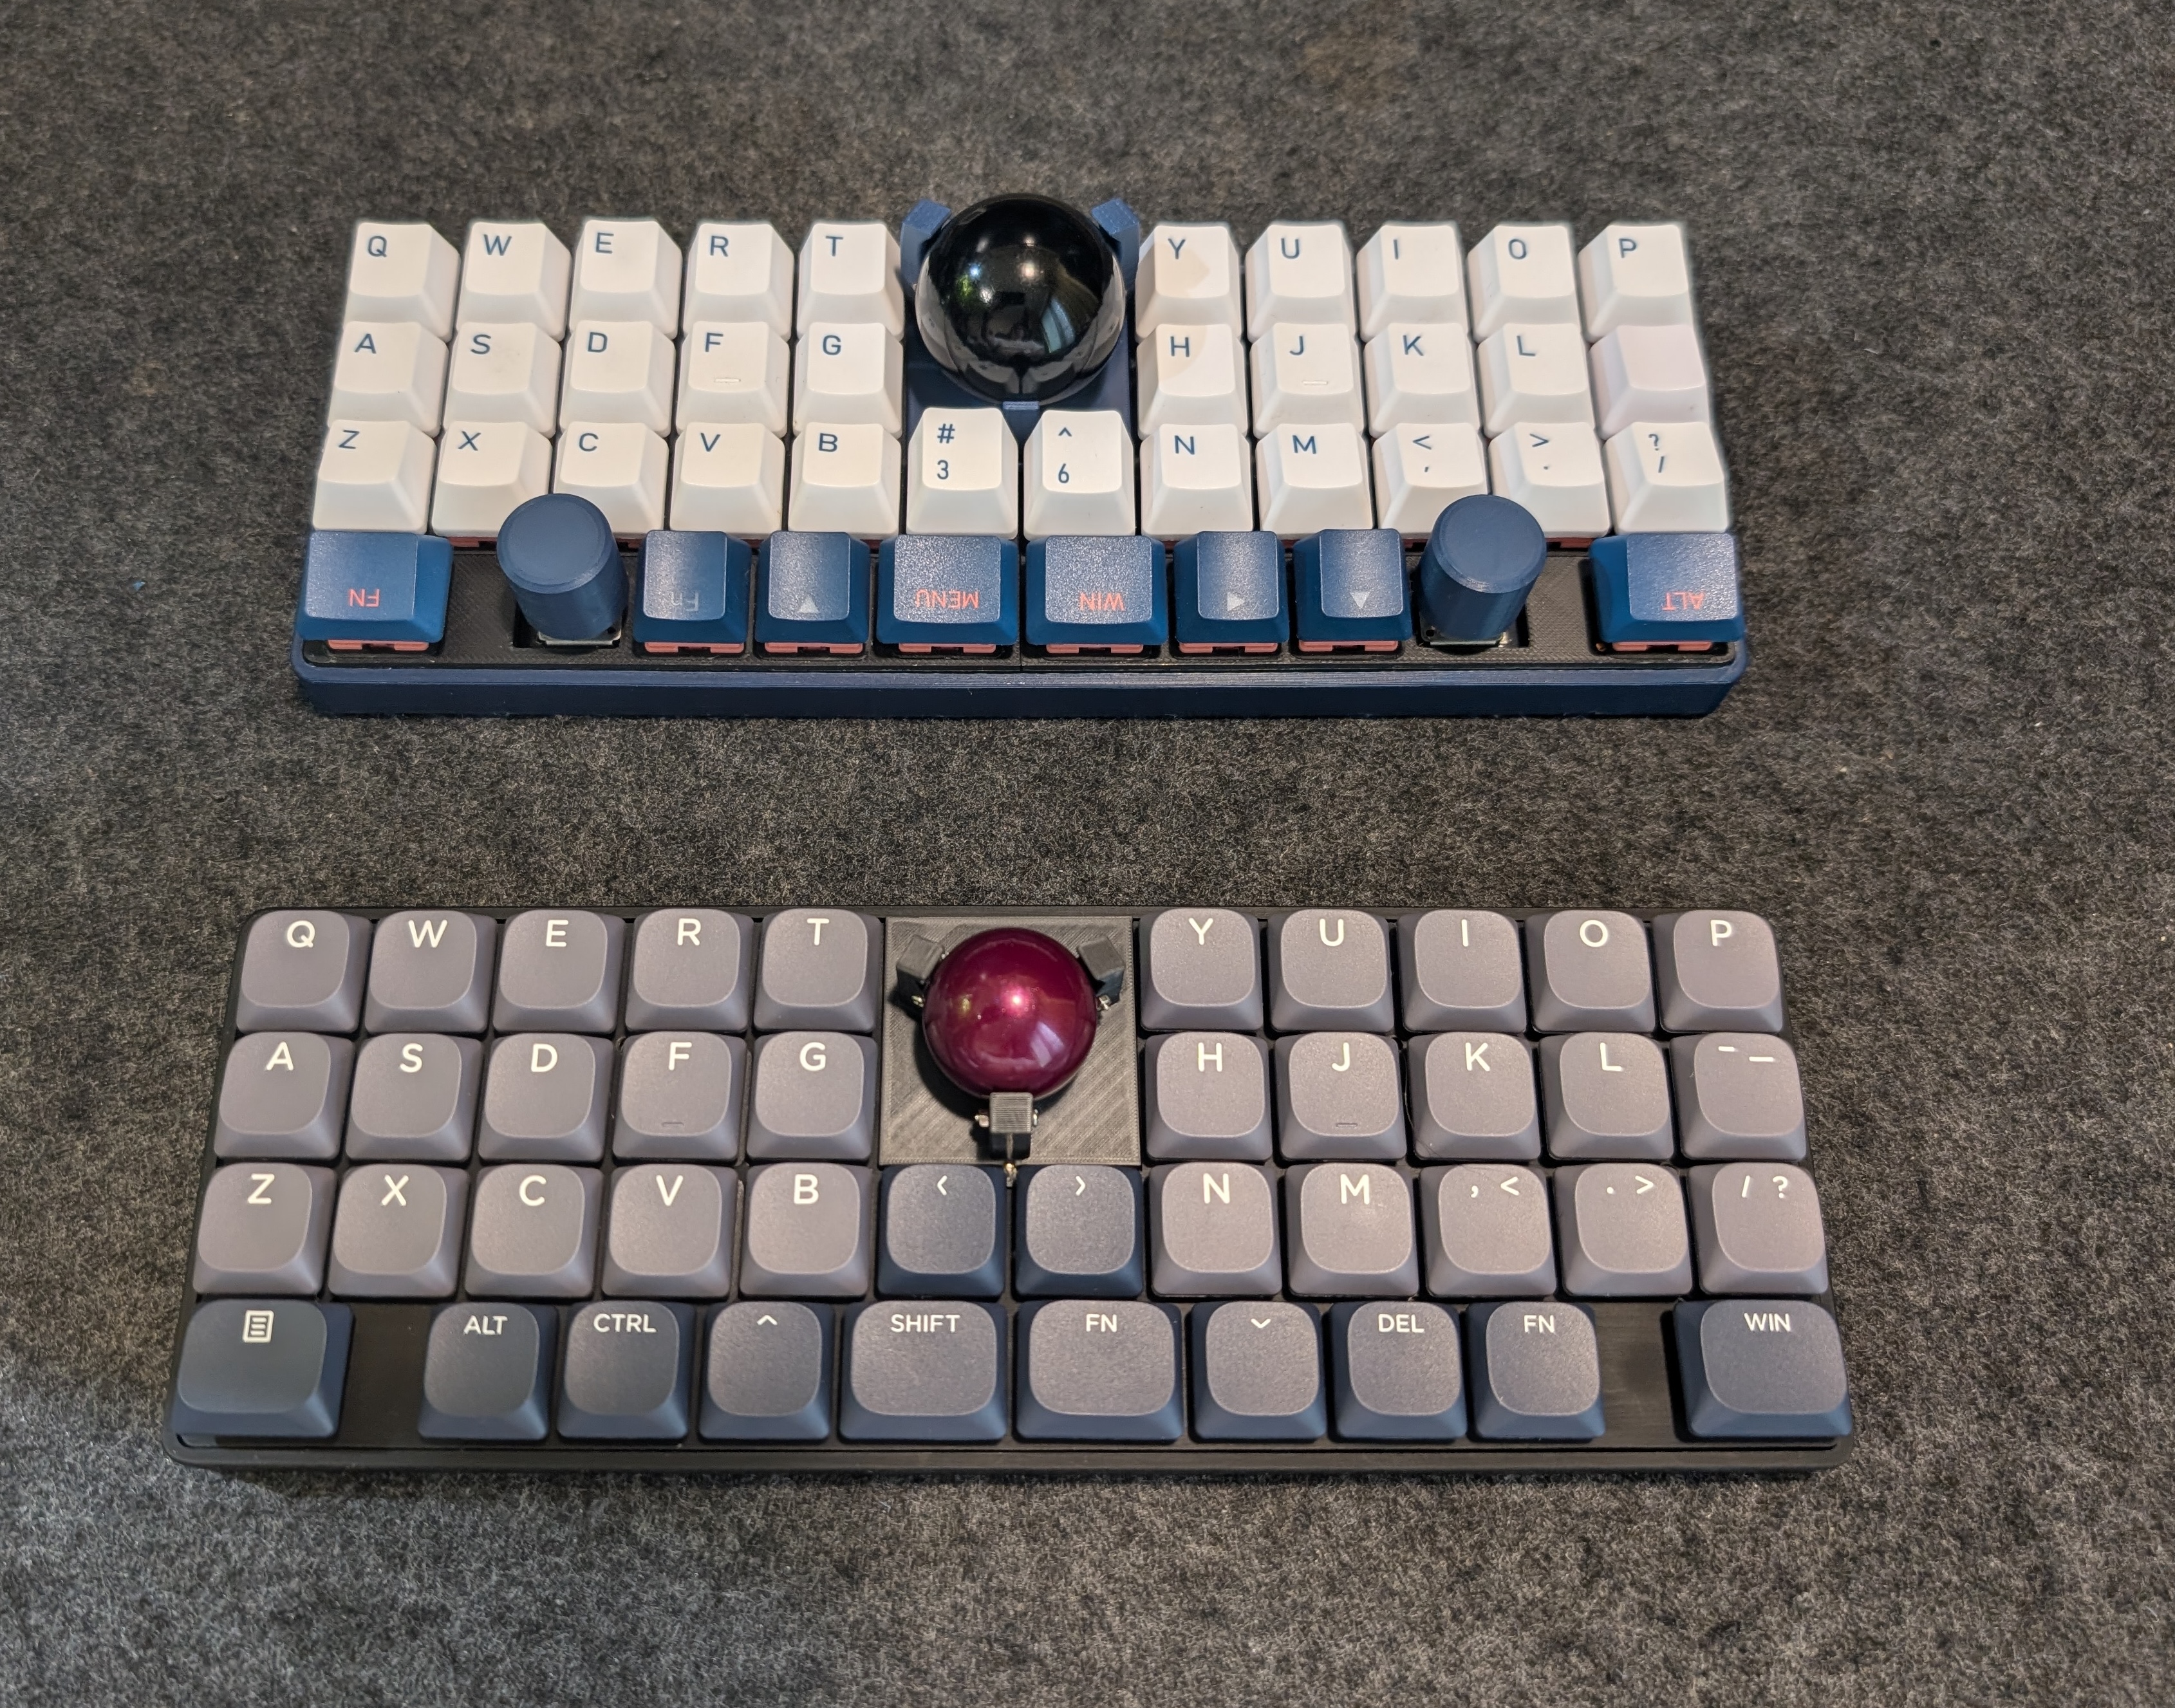 Q W E R T Y U I O P
A S D F G H J K L
Z X C V B # 3 ^ 6 N M < , > . ? /
FN Fn ▲ MENU WIN ▶ ▼ ALT
Q W E R T Y U I O P
A S D F G H J K L - _
Z X C V B < > N M , < . > / ?
ALT CTRL ^ SHIFT FN ⌄ DEL FN WIN